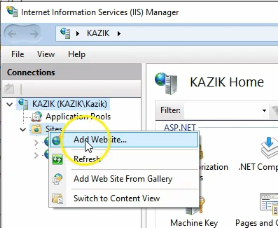 Internet Information Services (IIS) Manager
KAZIK
File View Help
Connections
KAZIK (KAZIK\Kazik)
Application Pools
Sites
Add Website...
Refresh
Add Web Site From Gallery
Switch to Content View
KAZIK Home
Filter:
ASP.NET
.NET Comp
Machine Key
Pages and C